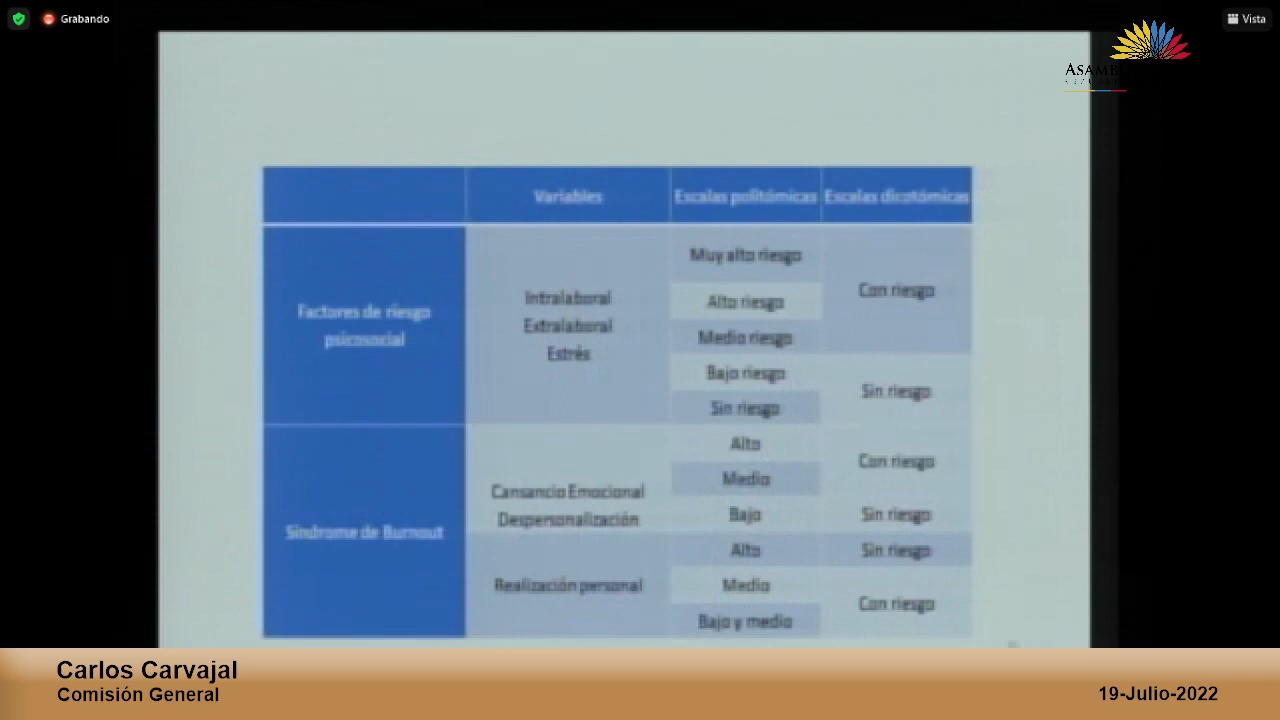 Grabando
Vista
Variables
Escalas politómicas
Escalas dicotómicas
Factores de riesgo
psicosocial
Intralaboral
Extralaboral
Estrés
Muy alto riesgo
Alto riesgo
Medio riesgo
Bajo riesgo
Sin riesgo
Con riesgo
Sin riesgo
Síndrome de Burnout
Cansancio Emocional
Despersonalización
Alto
Medio
Bajo
Con riesgo
Sin riesgo
Realización personal
Alto
Medio
Bajo y medio
Sin riesgo
Con riesgo
Carlos Carvajal
Comisión General
19-Julio-2022